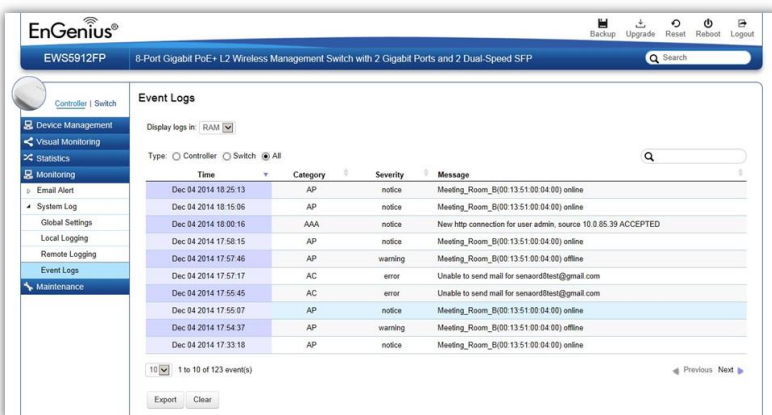 EnGenius®
Backup Upgrade Reset Reboot Logout
EWS5912FP
8-Port Gigabit PoE+ L2 Wireless Management Switch with 2 Gigabit Ports and 2 Dual-Speed SFP
Search
Controller | Switch
Device Management
Visual Monitoring
Statistics
Monitoring
Email Alert
System Log
Global Settings
Local Logging
Remote Logging
Event Logs
Maintenance
Event Logs
Display logs in: RAM
Type: Controller Switch All
Time Category Severity Message
Dec 04 2014 18:25:13 AP notice Meeting_Room_B(00:13:51:00:04:00) online
Dec 04 2014 18:15:06 AP notice Meeting_Room_B(00:13:51:00:04:00) online
Dec 04 2014 18:00:16 AAA notice New http connection for user admin, source 10.0.85.39 ACCEPTED
Dec 04 2014 17:58:15 AP notice Meeting_Room_B(00:13:51:00:04:00) online
Dec 04 2014 17:57:46 AP warning Meeting_Room_B(00:13:51:00:04:00) offline
Dec 04 2014 17:57:17 AC error Unable to send mail for senaord8test@gmail.com
Dec 04 2014 17:55:45 AC error Unable to send mail for senaord8test@gmail.com
Dec 04 2014 17:55:07 AP notice Meeting_Room_B(00:13:51:00:04:00) online
Dec 04 2014 17:54:37 AP warning Meeting_Room_B(00:13:51:00:04:00) offline
Dec 04 2014 17:33:18 AP notice Meeting_Room_B(00:13:51:00:04:00) online
10 1 to 10 of 123 event(s)
Previous Next
Export Clear